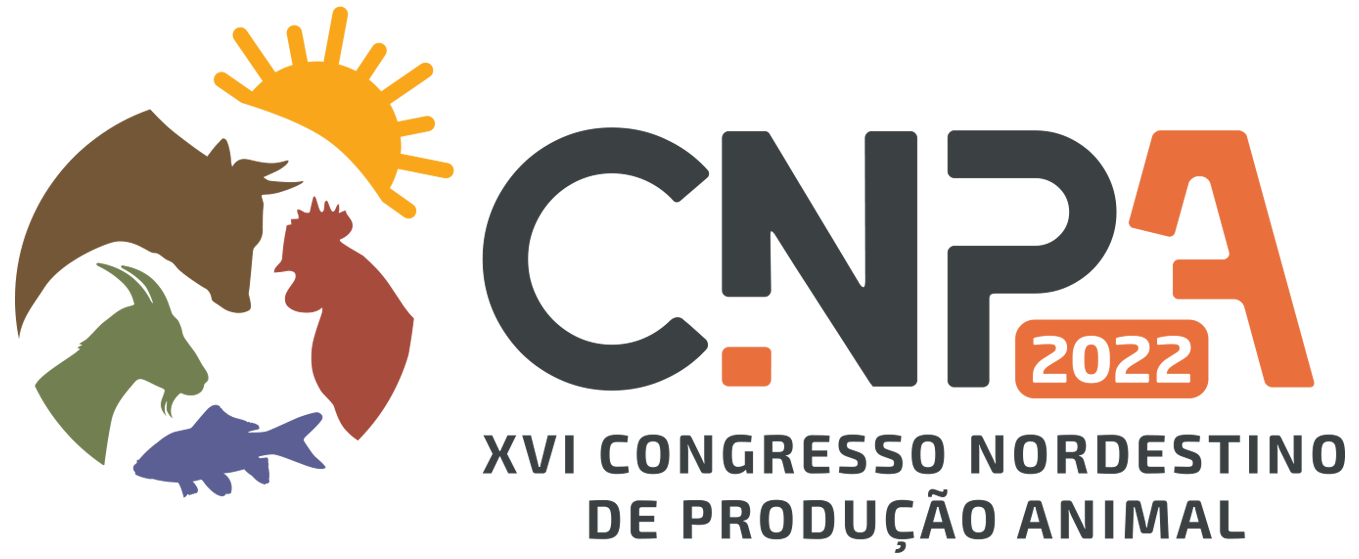 CNPA
2022
XVI CONGRESSO NORDESTINO
DE PRODUÇÃO ANIMAL